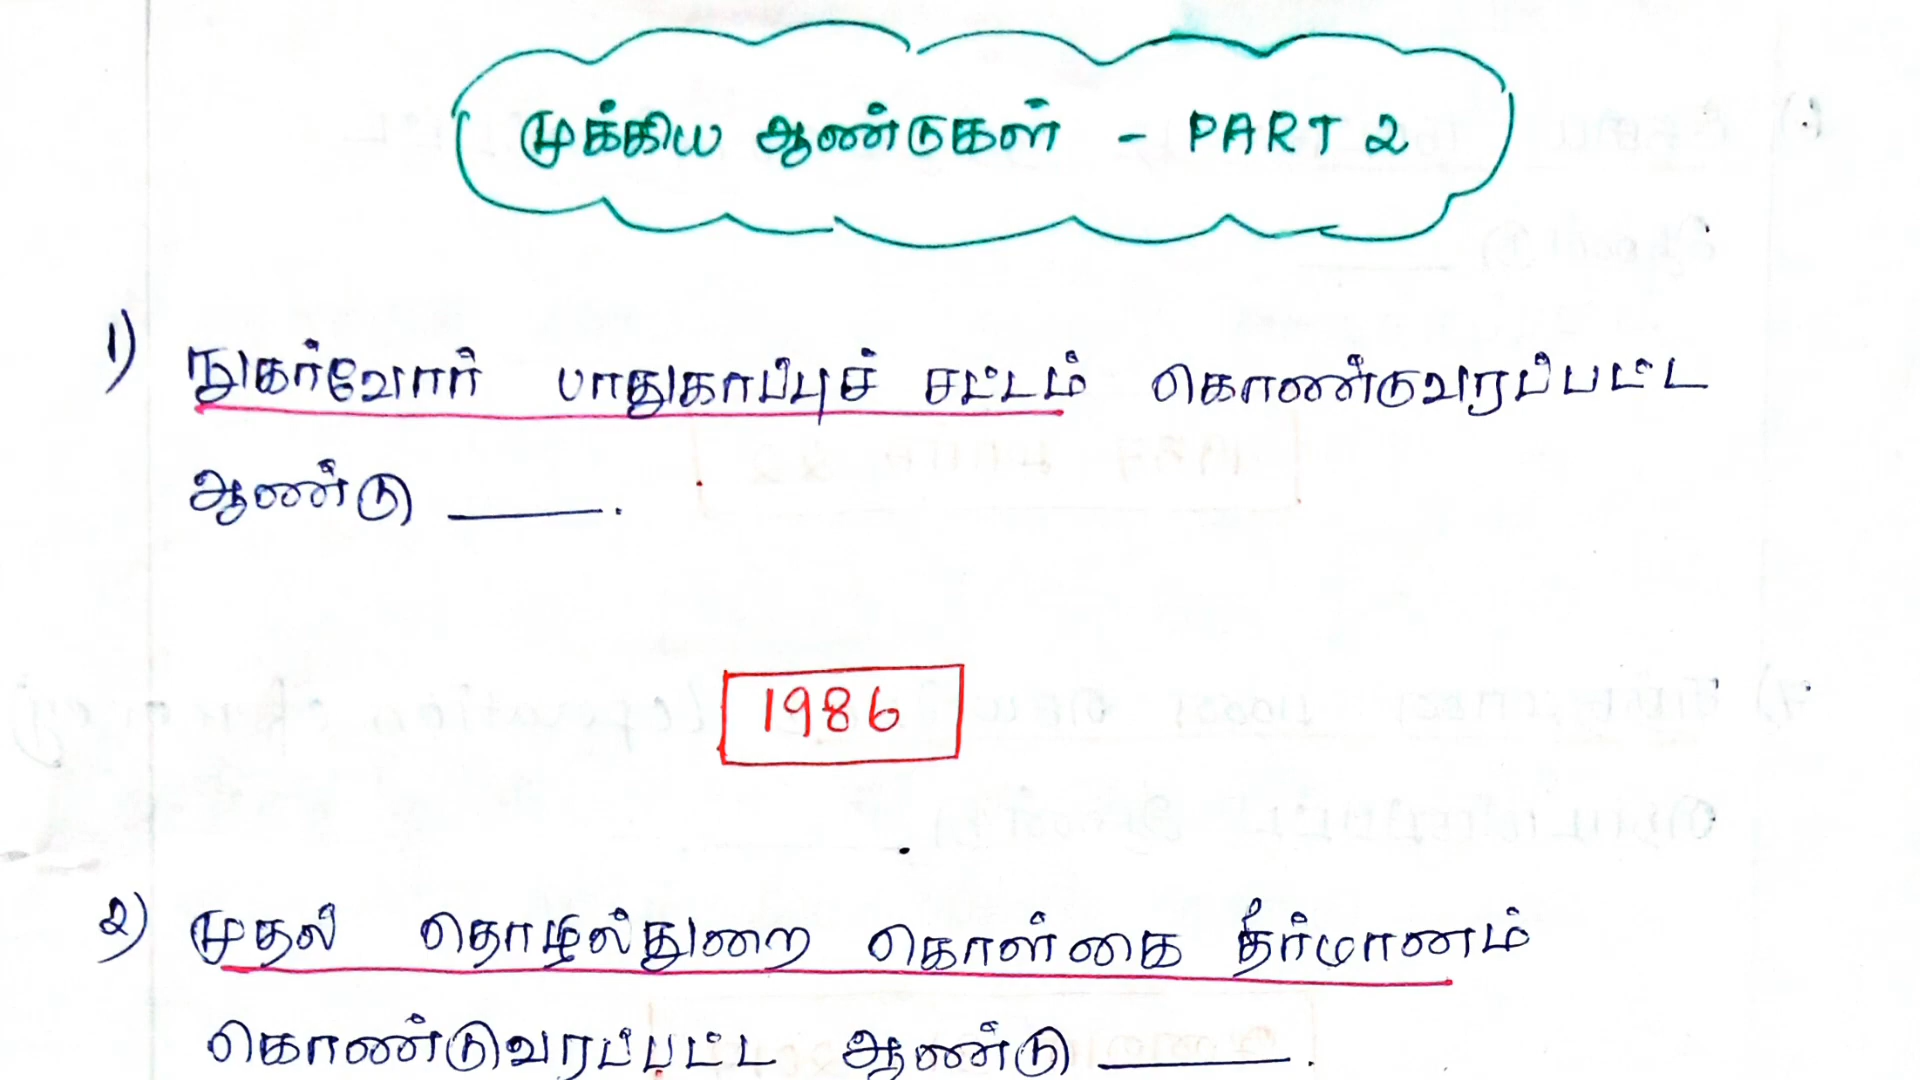 முக்கிய ஆண்டுகள் - PART 2
1) நுகர்வோர் பாதுகாப்புச் சட்டம் கொண்டுவரப்பட்ட
ஆண்டு ____.
1986
2) முதல் தொழில்துறை கொள்கை தீர்மானம்
கொண்டுவரப்பட்ட ஆண்டு ____.